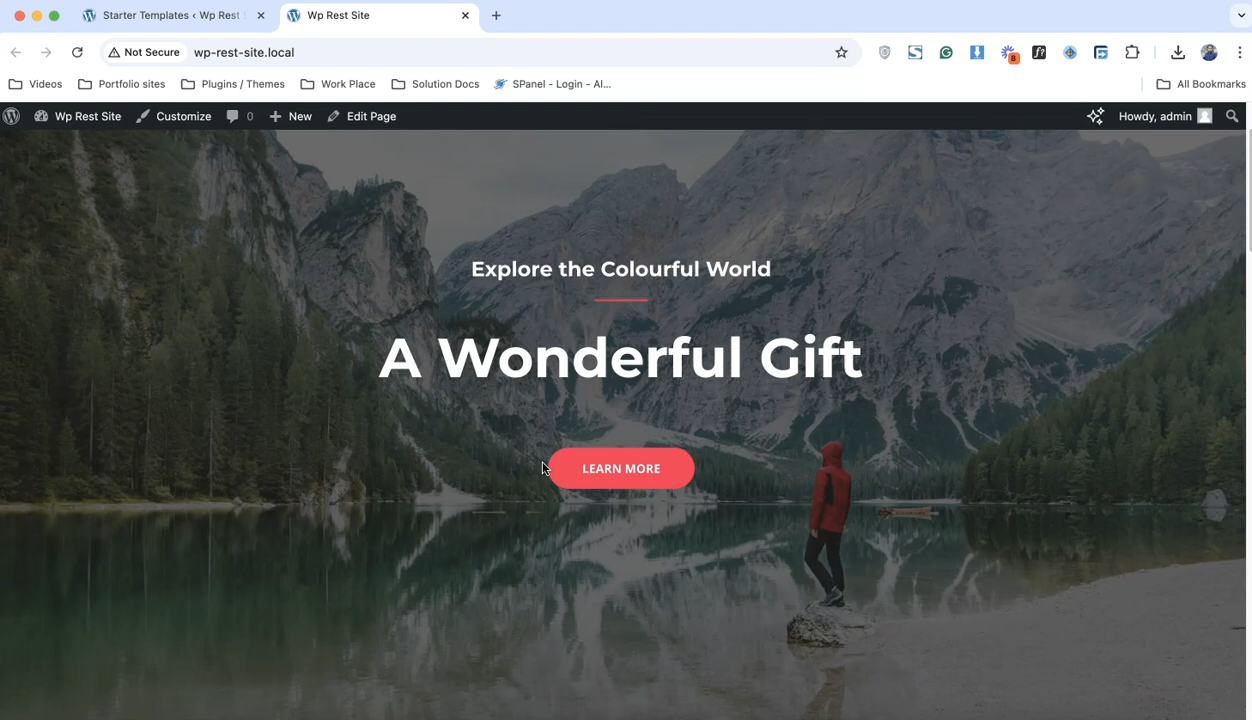 Starter Templates ‹ Wp Rest
Wp Rest Site
Not Secure
wp-rest-site.local
8
f?
Videos
Portfolio sites
Plugins / Themes
Work Place
Solution Docs
SPanel - Login - Al...
All Bookmarks
Wp Rest Site
Customize
0
New
Edit Page
Howdy, admin
Explore the Colourful World
A Wonderful Gift
LEARN MORE